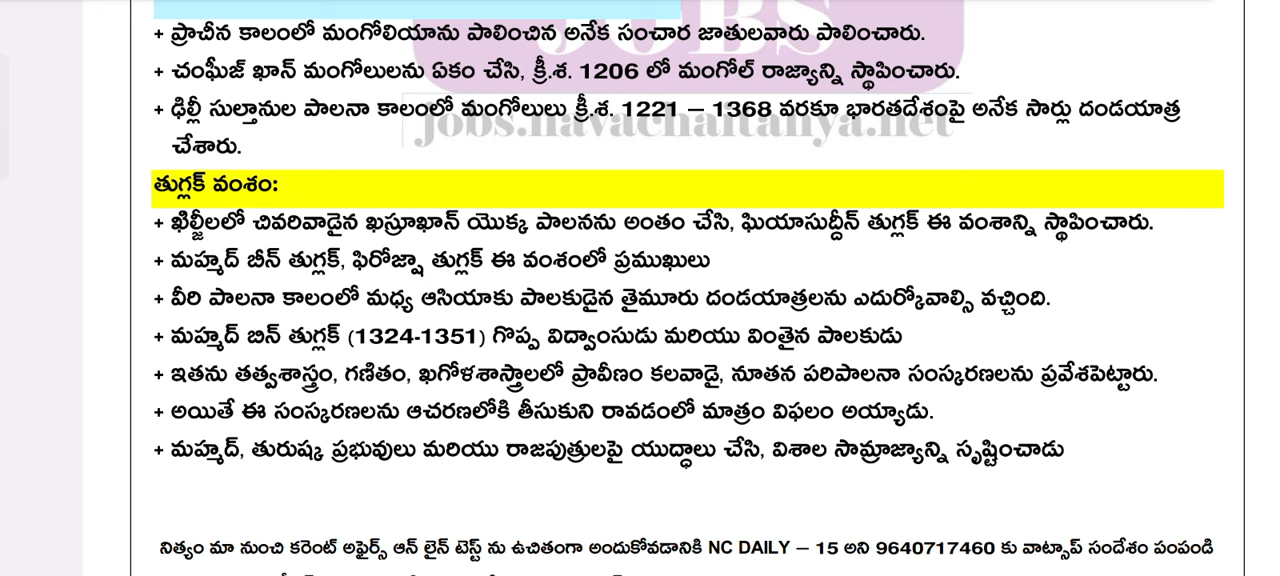 JOBS
+ ప్రాచీన కాలంలో మంగోలియాను పాలించిన అనేక సంచార జాతులవారు పాలించారు.
+ చంఘీజ్ ఖాన్ మంగోలులను ఏకం చేసి, క్రీ.శ. 1206 లో మంగోల్ రాజ్యాన్ని స్థాపించారు.
+ ఢిల్లీ సుల్తానుల పాలనా కాలంలో మంగోలులు క్రీ.శ. 1221 – 1368 వరకూ భారతదేశంపై అనేక సార్లు దండయాత్ర
jobs.navachaitanya.net
చేశారు.
తుగ్లక్ వంశం:
+ ఖిల్జీలలో చివరివాడైన ఖస్రూఖాన్ యొక్క పాలనను అంతం చేసి, ఘియాసుద్దీన్ తుగ్లక్ ఈ వంశాన్ని స్థాపించారు.
+ మహ్మద్ బీన్ తుగ్లక్, ఫిరోజ్షా తుగ్లక్ ఈ వంశంలో ప్రముఖులు
+ వీరి పాలనా కాలంలో మధ్య ఆసియాకు పాలకుడైన తైమూరు దండయాత్రలను ఎదుర్కోవాల్సి వచ్చింది.
+ మహ్మద్ బిన్ తుగ్లక్ (1324-1351) గొప్ప విద్వాంసుడు మరియు వింతైన పాలకుడు
+ ఇతను తత్వశాస్త్రం, గణితం, ఖగోళశాస్త్రాలలో ప్రావీణం కలవాడై, నూతన పరిపాలనా సంస్కరణలను ప్రవేశపెట్టారు.
+ అయితే ఈ సంస్కరణలను ఆచరణలోకి తీసుకుని రావడంలో మాత్రం విఫలం అయ్యాడు.
+ మహ్మద్, తురుష్క ప్రభువులు మరియు రాజపుత్రులపై యుద్ధాలు చేసి, విశాల సామ్రాజ్యాన్ని సృష్టించాడు
నిత్యం మా నుంచి కరెంట్ అఫైర్స్ ఆన్ లైన్ టెస్ట్ ను ఉచితంగా అందుకోవడానికి NC DAILY – 15 అని 9640717460 కు వాట్సాప్ సందేశం పంపండి